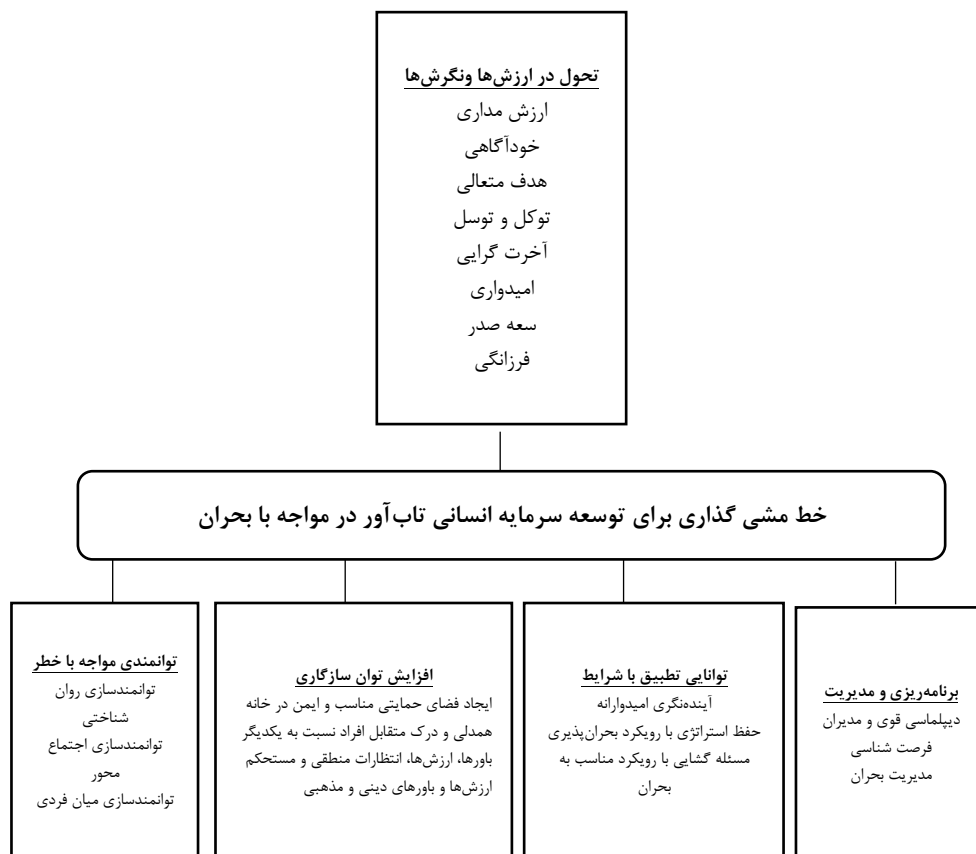 تحول در ارزش‌ها ونگرش‌ها
ارزش مداری
خودآگاهی
هدف متعالی
توکل و توسل
آخرت گرایی
امیدواری
سعه صدر
فرزانگی
خط مشی گذاری برای توسعه سرمایه انسانی تاب‌آور در مواجه با بحران
برنامه‌ریزی و مدیریت
دیپلماسی قوی و مدیران
فرصت شناسی
مدیریت بحران
توانایی تطبیق با شرایط
آینده‌نگری امیدوارانه
حفظ استراتژی با رویکرد بحران‌پذیری
مسئله گشایی با رویکرد مناسب به
بحران
افزایش توان سازگاری
ایجاد فضای حمایتی مناسب و ایمن در خانه
همدلی و درک متقابل افراد نسبت به یکدیگر
باورها، ارزش‌ها، انتظارات منطقی و مستحکم
ارزش‌ها و باورهای دینی و مذهبی
توانمندی مواجه با خطر
توانمندسازی روان
شناختی
توانمندسازی اجتماع
محور
توانمندسازی میان فردی